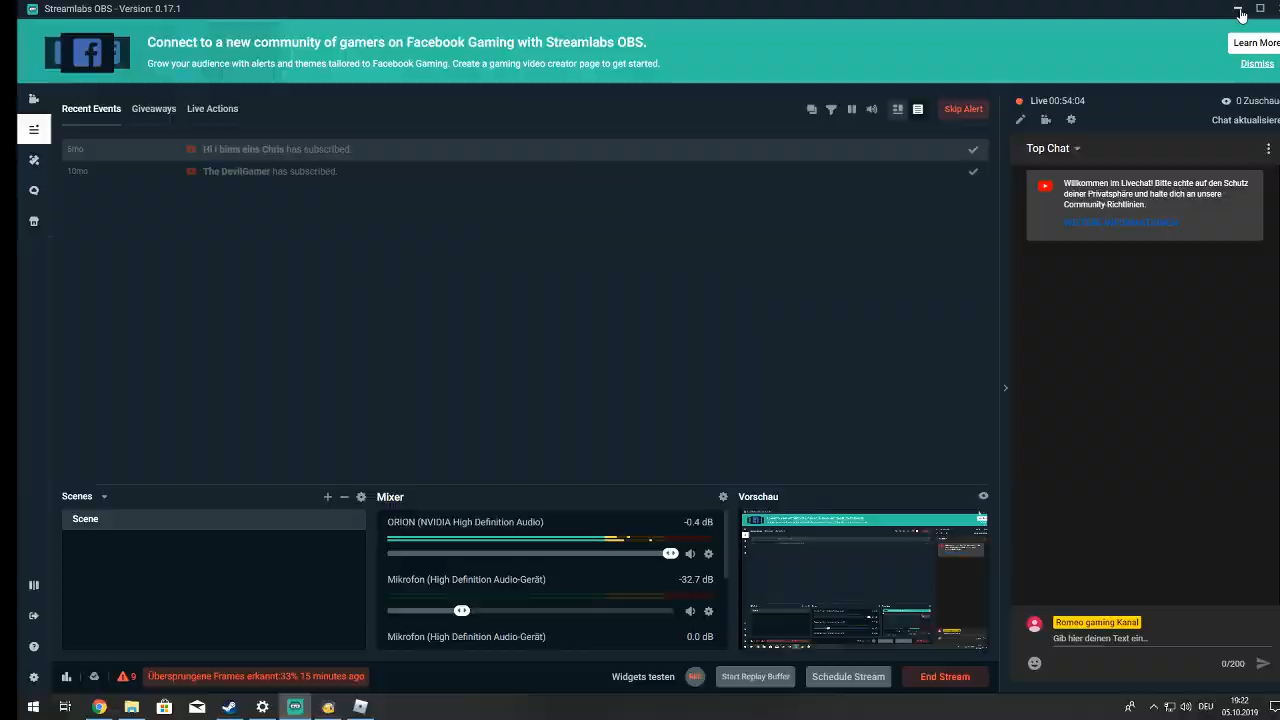 Streamlabs OBS - Version: 0.17.1
Connect to a new community of gamers on Facebook Gaming with Streamlabs OBS.
Grow your audience with alerts and themes tailored to Facebook Gaming. Create a gaming video creator page to get started.
Learn More
Dismiss
Recent Events
Giveaways
Live Actions
Skip Alert
6mo
Hi i bims eins Chris has subscribed.
10mo
The DevilGamer has subscribed.
Live 00:54:04
0 Zuschau
Chat aktualisiere
Top Chat
Willkommen im Livechat! Bitte achte auf den Schutz
deiner Privatsphäre und halte dich an unsere
Community-Richtlinien.
WEITERE INFORMATIONEN
Scenes
Scene
Mixer
ORION (NVIDIA High Definition Audio)
-0.4 dB
Mikrofon (High Definition Audio-Gerät)
-32.7 dB
Mikrofon (High Definition Audio-Gerät)
0.0 dB
Vorschau
Romeo gaming Kanal
Gib hier deinen Text ein...
0/200
9
Übersprungene Frames erkannt:33% 15 minutes ago
Widgets testen
REC
Start Replay Buffer
Schedule Stream
End Stream
DEU
19:22
05.10.2019